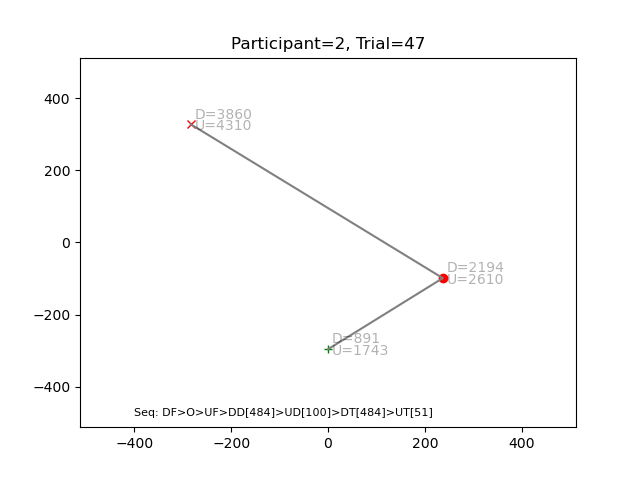 Participant=2, Trial=47
400
200
0
−200
−400
D=3860
U=4310
D=2194
U=2610
D=891
U=1743
Seq: DF>O>UF>DD[484]>UD[100]>DT[484]>UT[51]
−400
−200
0
200
400